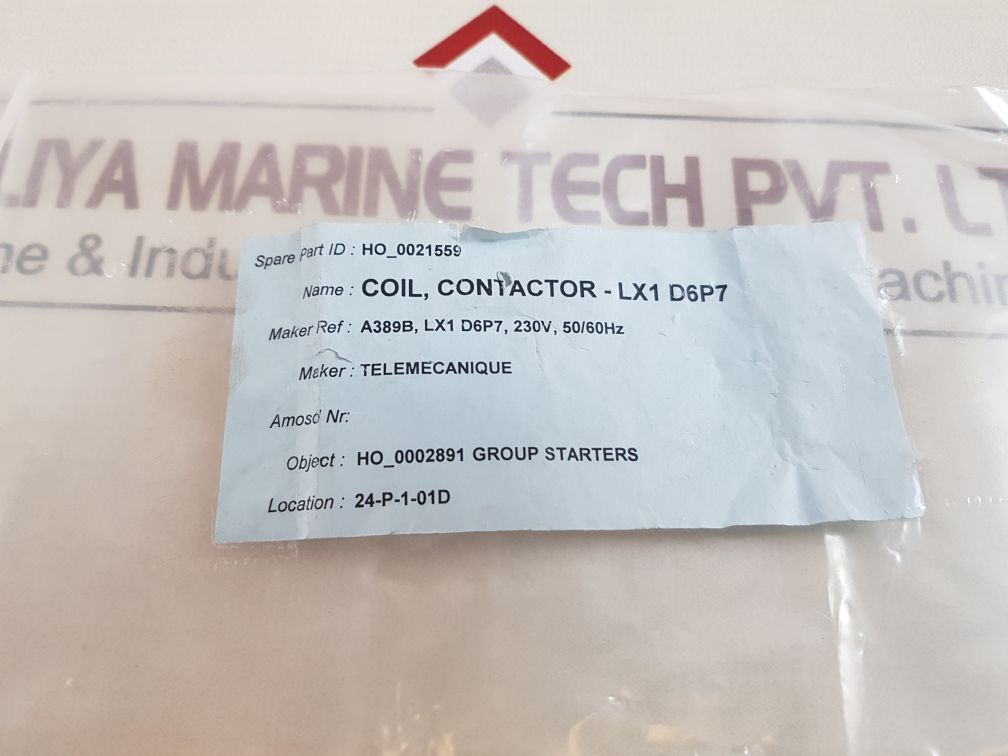 LIYA MARINE TECH PVT. LT
ne & Indu achin
Spare Part ID : HO_0021559
Name : COIL, CONTACTOR - LX1 D6P7
Maker Ref : A389B, LX1 D6P7, 230V, 50/60Hz
Maker : TELEMECANIQUE
Amosd Nr:
Object : HO_0002891 GROUP STARTERS
Location : 24-P-1-01D